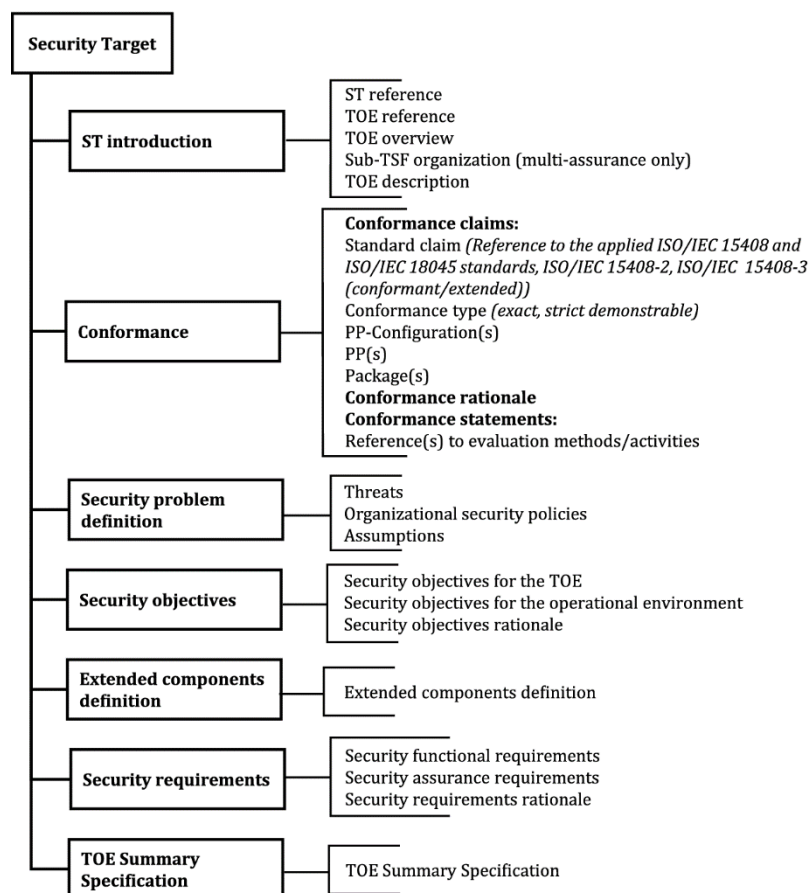 Security Target
ST introduction
ST reference
TOE reference
TOE overview
Sub-TSF organization (multi-assurance only)
TOE description
Conformance
Conformance claims:
Standard claim (Reference to the applied ISO/IEC 15408 and
ISO/IEC 18045 standards, ISO/IEC 15408-2, ISO/IEC 15408-3
(conformant/extended))
Conformance type (exact, strict demonstrable)
PP-Configuration(s)
PP(s)
Package(s)
Conformance rationale
Conformance statements:
Reference(s) to evaluation methods/activities
Security problem
definition
Threats
Organizational security policies
Assumptions
Security objectives
Security objectives for the TOE
Security objectives for the operational environment
Security objectives rationale
Extended components
definition
Extended components definition
Security requirements
Security functional requirements
Security assurance requirements
Security requirements rationale
TOE Summary
Specification
TOE Summary Specification